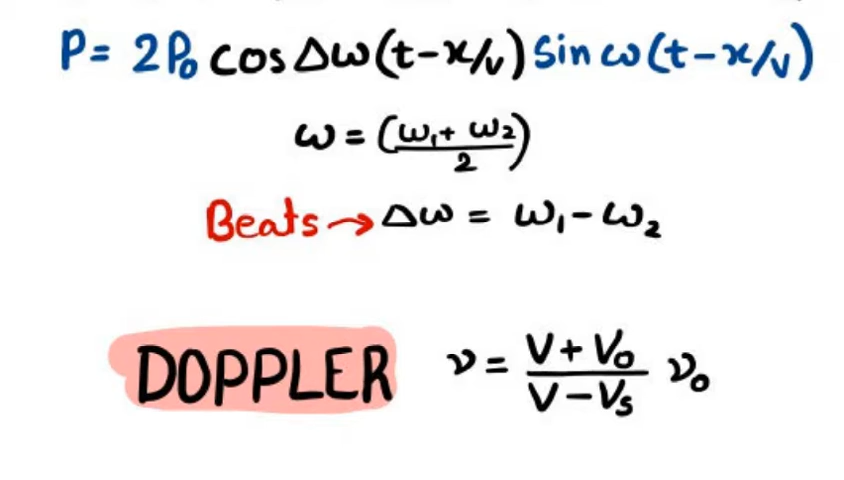 P = 2P₀ cos Δω(t - x/v) sin ω(t - x/v)
ω = (ω₁ + ω₂ / 2)
Beats → Δω = ω₁ - ω₂
DOPPLER ν = (V + V₀ / V - Vₛ) ν₀